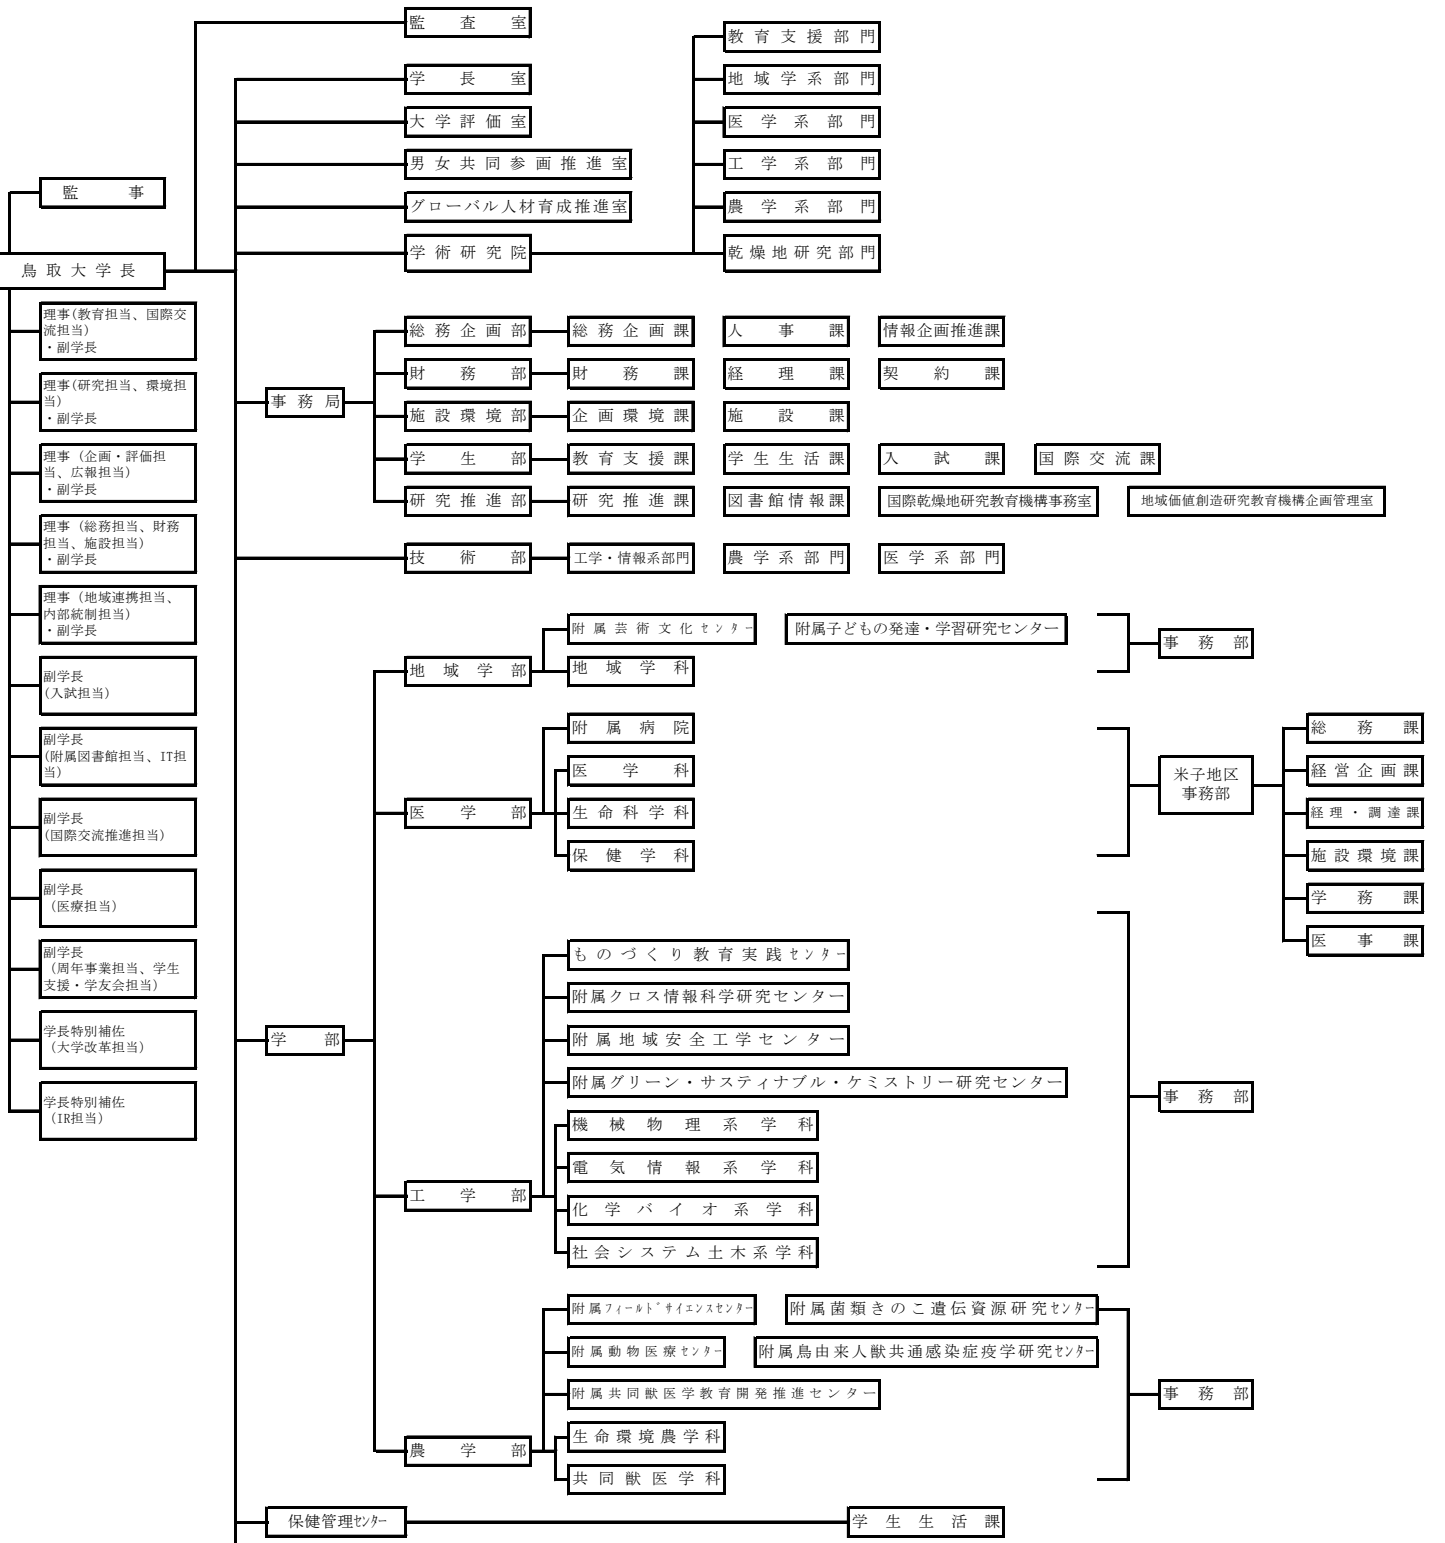 監査室
学長室
大学評価室
男女共同参画推進室
グローバル人材育成推進室
学術研究院
教育支援部門
地域学系部門
医学系部門
工学系部門
農学系部門
乾燥地研究部門
監事
鳥取大学長
理事(教育担当、国際交
流担当)
・副学長
理事(研究担当、環境担
当)
・副学長
理事(企画・評価担
当、広報担当)
・副学長
理事(総務担当、財務
担当、施設担当)
・副学長
理事(地域連携担当、
内部統制担当)
・副学長
副学長
(入試担当)
副学長
(附属図書館担当、IT担
当)
副学長
(国際交流推進担当)
副学長
(医療担当)
副学長
(周年事業担当、学生
支援・学友会担当)
学長特別補佐
(大学改革担当)
学長特別補佐
(IR担当)
事務局
総務企画部 総務企画課 人事課 情報企画推進課
財務部 財務課 経理課 契約課
施設環境部 企画環境課 施設課
学生部 教育支援課 学生生活課 入試課 国際交流課
研究推進部 研究推進課 図書館情報課 国際乾燥地研究教育機構事務室 地域価値創造研究教育機構企画管理室
技術部 工学・情報系部門 農学系部門 医学系部門
学部
地域学部
附属芸術文化センター 附属子どもの発達・学習研究センター
地域学科
事務部
医学部
附属病院
医学科
生命科学科
保健学科
米子地区
事務部
総務課
経営企画課
経理・調達課
施設環境課
学務課
医事課
工学部
ものづくり教育実践センター
附属クロス情報科学研究センター
附属地域安全工学センター
附属グリーン・サスティナブル・ケミストリー研究センター
機械物理系学科
電気情報系学科
化学バイオ系学科
社会システム土木系学科
事務部
農学部
附属フィールドサイエンスセンター 附属菌類きのこ遺伝資源研究センター
附属動物医療センター 附属鳥由来人獣共通感染症疫学研究センター
附属共同獣医学教育開発推進センター
生命環境農学科
共同獣医学科
事務部
保健管理センター 学生生活課